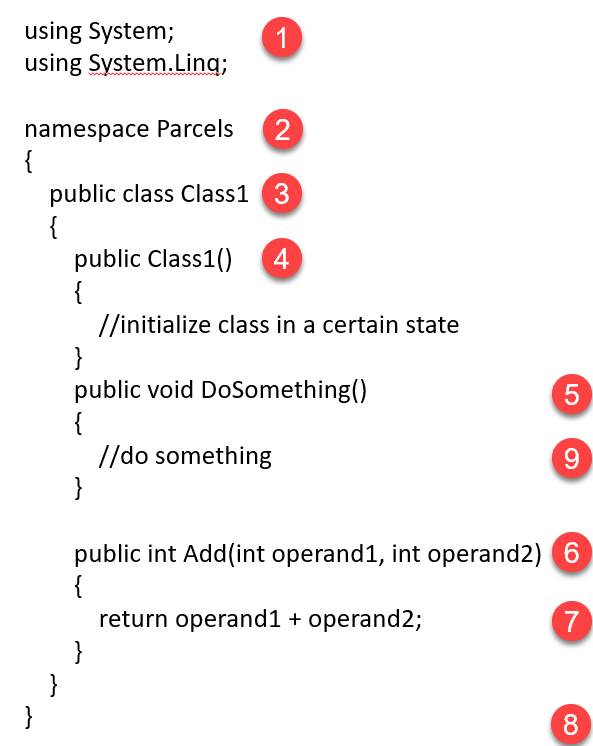 using System; 1
using System.Linq;
namespace Parcels 2
{
public class Class1 3
{
public Class1() 4
{
//initialize class in a certain state
}
public void DoSomething() 5
{
//do something 9
}
public int Add(int operand1, int operand2) 6
{
return operand1 + operand2; 7
}
}
} 8